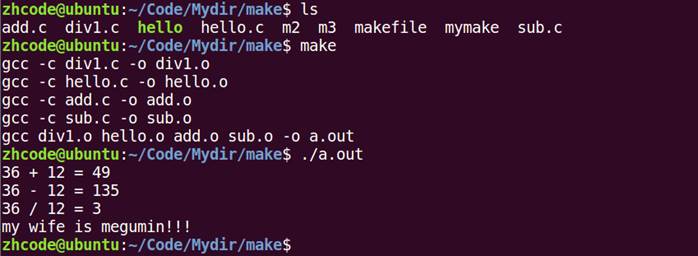 zhcode@ubuntu:~/Code/Mydir/make$ ls
add.c  div1.c  hello  hello.c  m2  m3  makefile  mymake  sub.c
zhcode@ubuntu:~/Code/Mydir/make$ make
gcc -c div1.c -o div1.o
gcc -c hello.c -o hello.o
gcc -c add.c -o add.o
gcc -c sub.c -o sub.o
gcc div1.o hello.o add.o sub.o -o a.out
zhcode@ubuntu:~/Code/Mydir/make$ ./a.out
36 + 12 = 49
36 - 12 = 135
36 / 12 = 3
my wife is megumin!!!
zhcode@ubuntu:~/Code/Mydir/make$